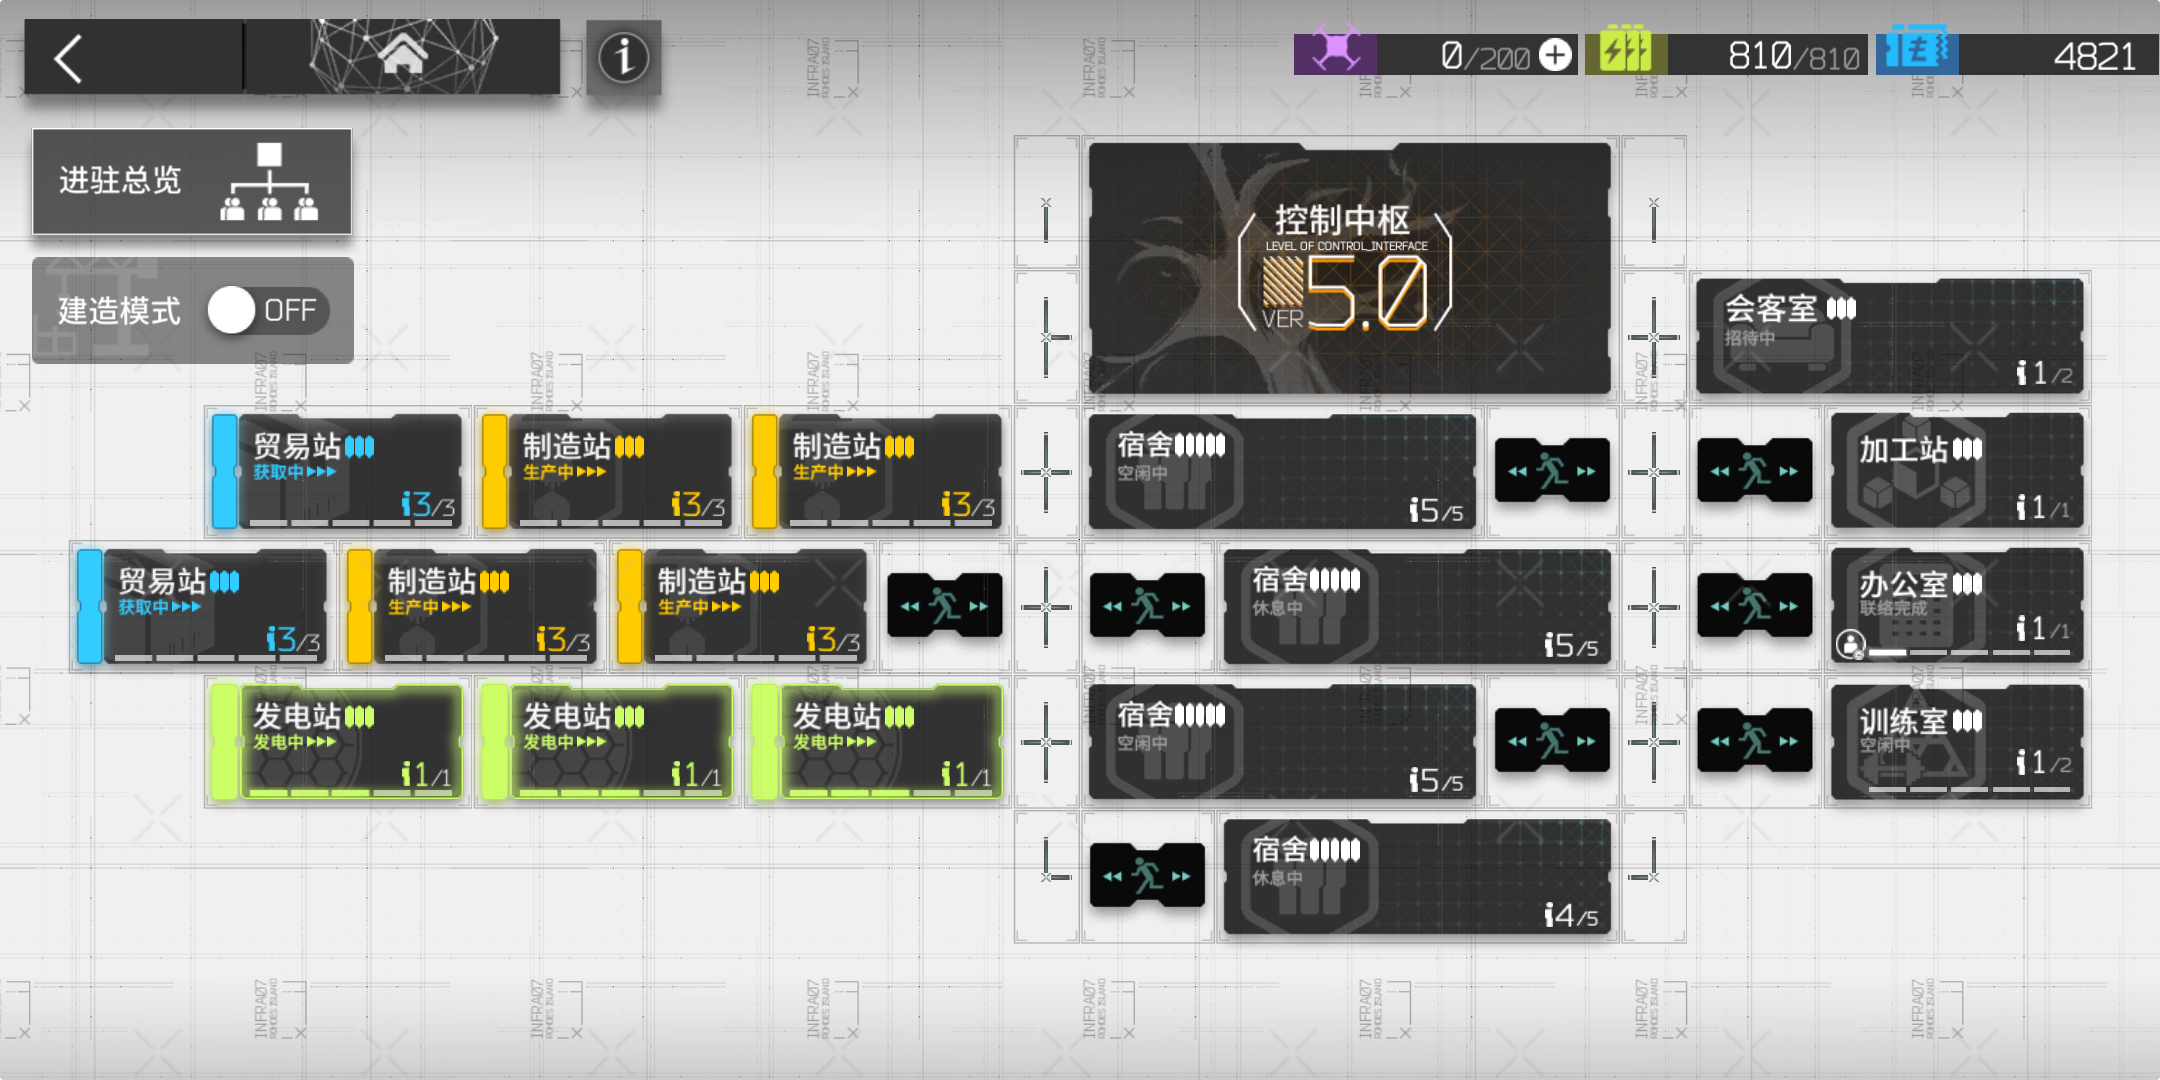 0/200
810/810
4821
进驻总览
建造模式 OFF
控制中枢
LEVEL OF CONTROL_INTERFACE
VER 5.0
会客室
招待中
1/2
贸易站
获取中
3/3
制造站
生产中
3/3
制造站
生产中
3/3
宿舍
空闲中
5/5
加工站
1/1
贸易站
获取中
3/3
制造站
生产中
3/3
制造站
生产中
3/3
宿舍
休息中
5/5
办公室
联络完成
1/1
发电站
发电中
1/1
发电站
发电中
1/1
发电站
发电中
1/1
宿舍
空闲中
5/5
训练室
空闲中
1/2
宿舍
休息中
4/5
INFRA07
RHODES ISLAND